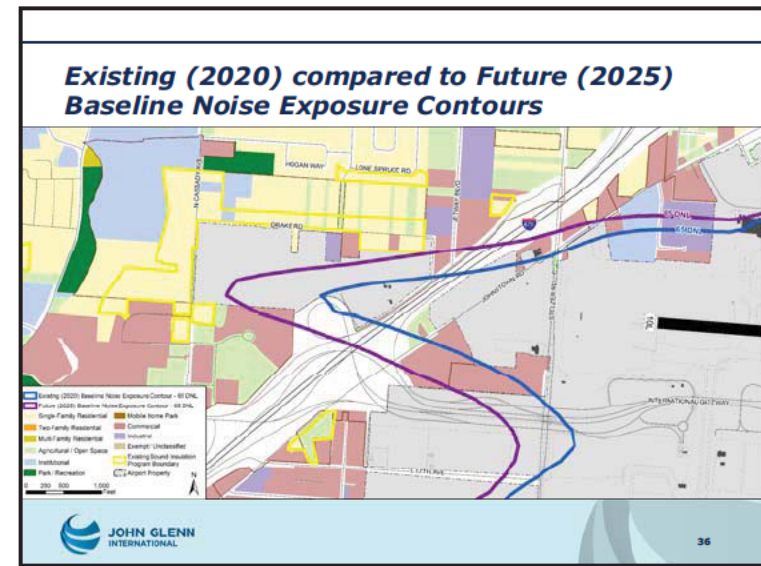 Existing (2020) compared to Future (2025)
Baseline Noise Exposure Contours
HOGAN WAY
LONE SPRUCE RD
N CASSADY AVE
DRAKE RD
65 DNL
65 DNL
JOHNSTOWN RD
STELZER RD
10L
INTERNATIONAL GATEWAY
E 17TH AVE
Existing (2020) Baseline Noise Exposure Contour - 65 DNL
Future (2025) Baseline Noise Exposure Contour - 65 DNL
Single-Family Residential
Two-Family Residential
Multi-Family Residential
Agricultural / Open Space
Institutional
Park / Recreation
Mobile Home Park
Commercial
Industrial
Exempt / Unclassified
Existing Sound Insulation
Program Boundary
Airport Property
N
0 250 500 1,000
Feet
JOHN GLENN
INTERNATIONAL
36